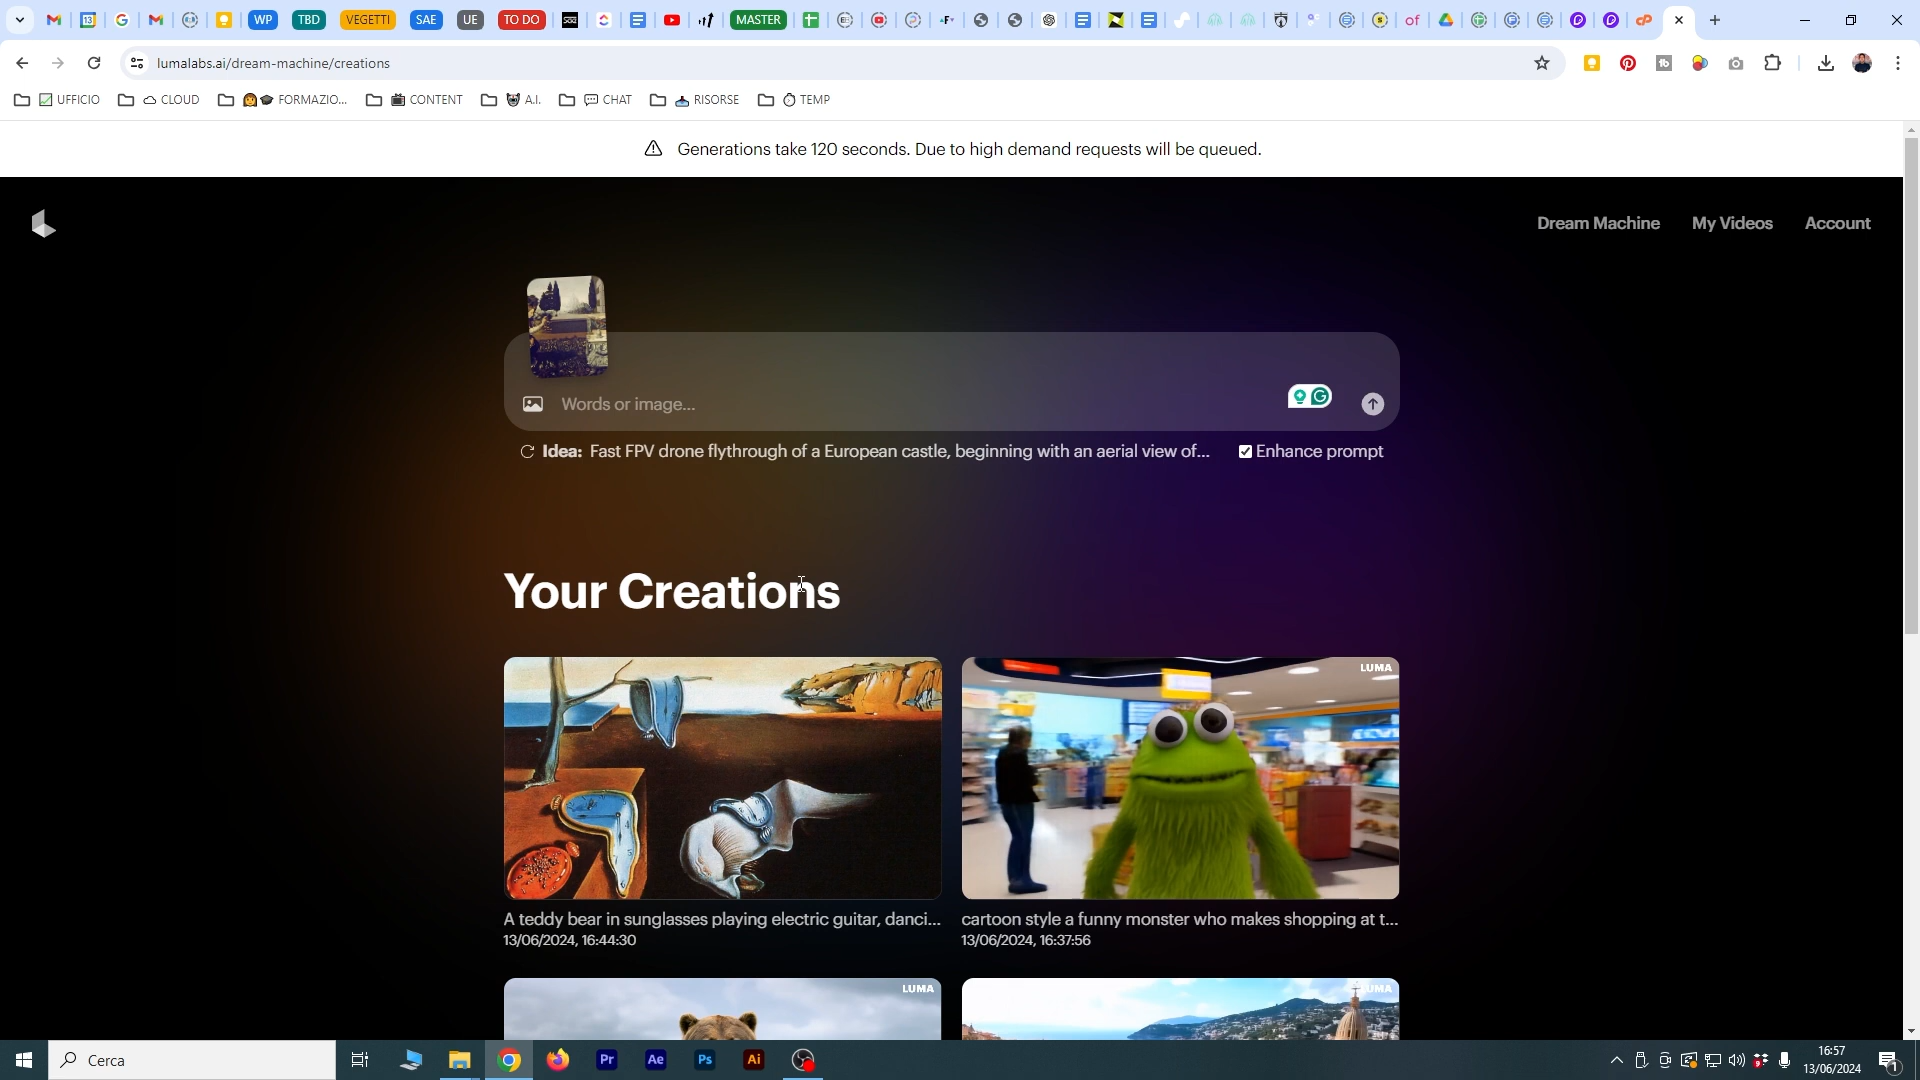 WP
TBD
VEGETTI
SAE
UE
TO DO
MASTER
lumalabs.ai/dream-machine/creations
UFFICIO
CLOUD
FORMAZIO...
CONTENT
A.I.
CHAT
RISORSE
TEMP
Generations take 120 seconds. Due to high demand requests will be queued.
Dream Machine
My Videos
Account
Words or image...
Idea: Fast FPV drone flythrough of a European castle, beginning with an aerial view of...
Enhance prompt
Your Creations
LUMA
A teddy bear in sunglasses playing electric guitar, danci...
13/06/2024, 16:44:30
cartoon style a funny monster who makes shopping at t...
13/06/2024, 16:37:56
LUMA
LUMA
Cerca
Pr
Ae
Ps
Ai
16:57
13/06/2024
1